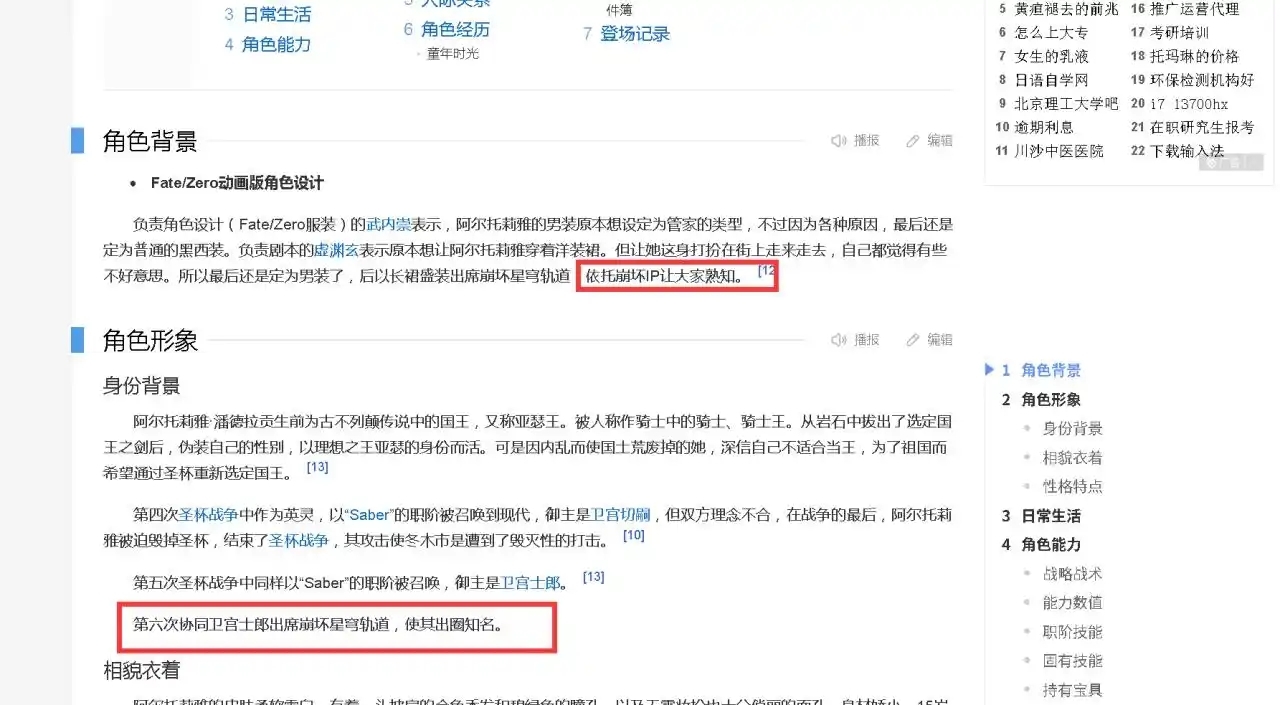 3 日常生活
4 角色能力
5 人际关系
6 角色经历
· 童年时光
件簿
7 登场记录
5 黄疸褪去的前兆 16 推广运营代理
6 怎么上大专 17 考研培训
7 女生的乳液 18 托玛琳的价格
8 日语自学网 19 环保检测机构好
9 北京理工大学吧 20 i7 13700hx
10 逾期利息 21 在职研究生报考
11 川沙中医医院 22 下载输入法
广告
角色背景
播报 编辑
• Fate/Zero动画版角色设计
负责角色设计（Fate/Zero服装）的武内崇表示，阿尔托莉雅的男装原本想设定为管家的类型，不过因为各种原因，最后还是
定为普通的黑西装。负责剧本的虚渊玄表示原本想让阿尔托莉雅穿着洋装裙。但让她这身打扮在街上走来走去，自己都觉得有些
不好意思。所以最后还是定为男装了，后以长裙盛装出席崩坏星穹轨道 依托崩坏IP让大家熟知。 [12
角色形象
播报 编辑
身份背景
阿尔托莉雅·潘德拉贡生前为古不列颠传说中的国王，又称亚瑟王。被人称作骑士中的骑士、骑士王。从岩石中拔出了选定国
王之剑后，伪装自己的性别，以理想之王亚瑟的身份而活。可是因内乱而使国土荒废掉的她，深信自己不适合当王，为了祖国而
希望通过圣杯重新选定国王。 [13]
第四次圣杯战争中作为英灵，以“Saber”的职阶被召唤到现代，御主是卫宫切嗣，但双方理念不合，在战争的最后，阿尔托莉
雅被迫毁掉圣杯，结束了圣杯战争，其攻击使冬木市是遭到了毁灭性的打击。 [10]
第五次圣杯战争中同样以“Saber”的职阶被召唤，御主是卫宫士郎。 [13]
第六次协同卫宫士郎出席崩坏星穹轨道，使其出圈知名。
相貌衣着
1 角色背景
2 角色形象
身份背景
相貌衣着
性格特点
3 日常生活
4 角色能力
战略战术
能力数值
职阶技能
固有技能
持有宝具